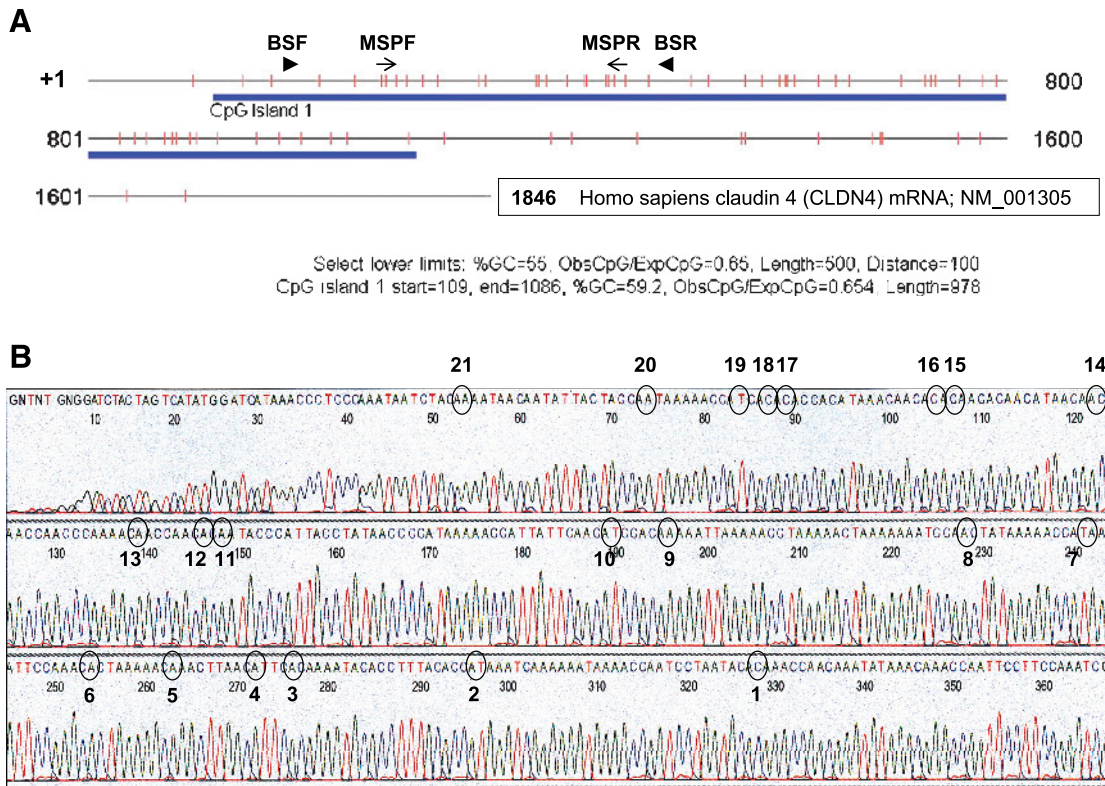 A
BSF MSPF MSPR BSR
+1 800
CpG Island 1
801 1600
1601
1846 Homo sapiens claudin 4 (CLDN4) mRNA; NM_001305
Select lower limits: %GC=55, ObsCpG/ExpCpG=0.65, Length=500, Distance=100
CpG island 1 start=109, end=1086, %GC=59.2, ObsCpG/ExpCpG=0.654, Length=978
B
21 20 19 18 17 16 15 14
GNTNT GNGGATCTACTAGTCATATGGATCATAAACCCTCCCAAATAATCTACAAAATAACAATATTACTACCAATAAAAACCATCACACACCACATAAACAACACACAACACAACATAACAAC
10 20 30 40 50 60 70 80 90 100 110 120
AACCAACCCCAAAACAACCAACACAATACCCATTACCTATAACCCCATAAAAACCATTATTCAACATCCACAAAAATTAAAAACCTAAAAACTAAAAAAATCCAACTATAAAAACCATAA
130 140 150 160 170 180 190 200 210 220 230 240
13 12 11 10 9 8 7
ATTCCAAACACTAAAAACAAACTTAACATTCCACAAAATACACCTTTACACCATAAATCAAAAAATAAAACCAATCCTAATACACAAAACCAACAAATATAAACAAACCAATTCCTTCCAAATCC
250 260 270 280 290 300 310 320 330 340 350 360
6 5 4 3 2 1